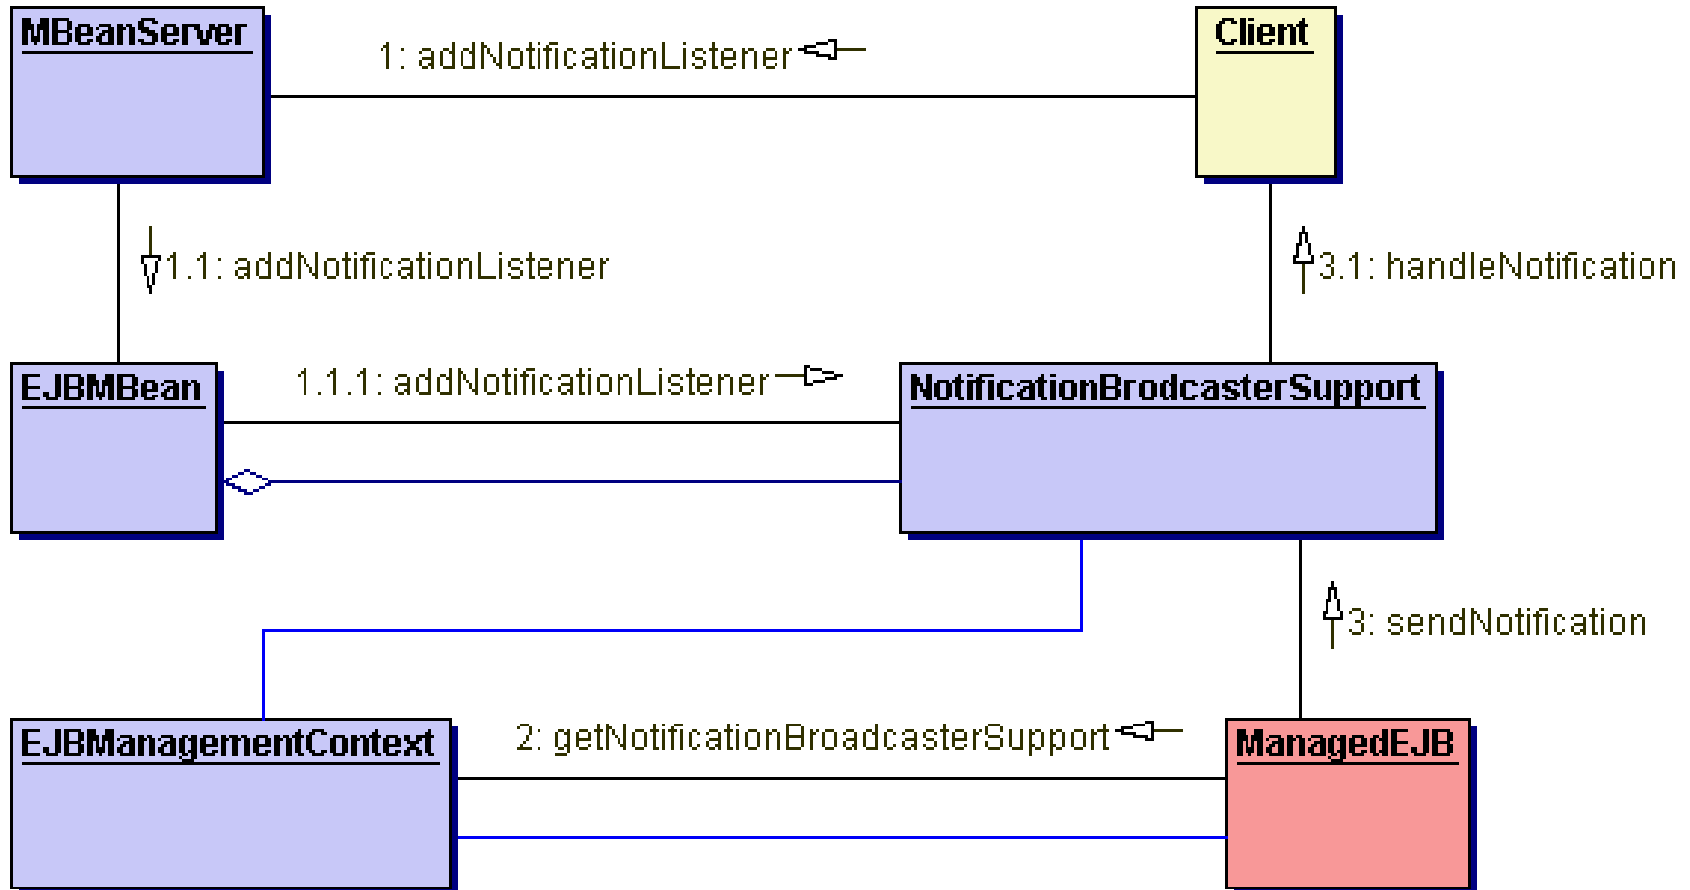 MBeanServer
1: addNotificationListener
Client
1.1: addNotificationListener
3.1: handleNotification
EJBMBean
1.1.1: addNotificationListener
NotificationBrodcasterSupport
3: sendNotification
EJBManagementContext
2: getNotificationBroadcasterSupport
ManagedEJB